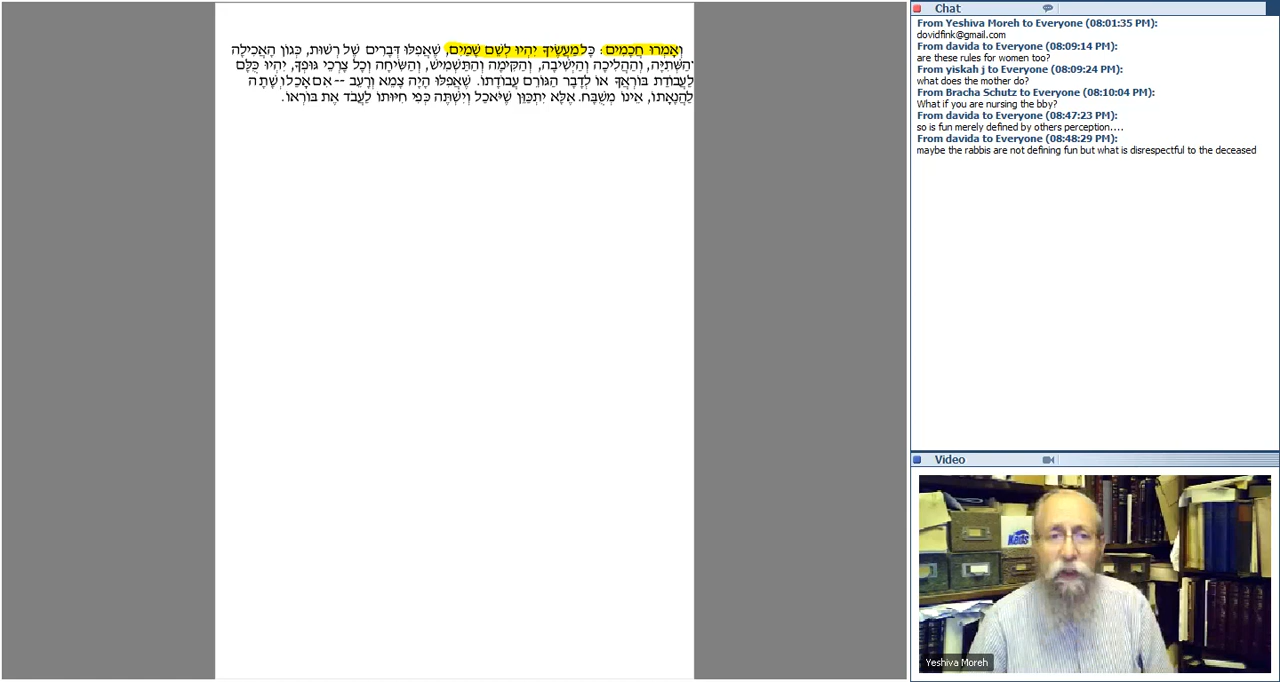 וְאָמְרוּ חֲכָמִים: כָּל מַעֲשֶׂיךָ יִהְיוּ לְשֵׁם שָׁמַיִם, שֶׁאֲפִלּוּ דְּבָרִים שֶׁל רְשׁוּת, כְּגוֹן הָאֲכִילָה
וְהַשְּׁתִיָּה, וְהַהֲלִיכָה וְהַיְשִׁיבָה, וְהַקִּימָה וְהַתַּשְׁמִישׁ, וְהַשִּׂיחָה וְכָל צָרְכֵי גוּפְךָ, יִהְיוּ כֻּלָּם
לַעֲבוֹדַת בּוֹרַאֲךָ אוֹ לְדָבָר הַגּוֹרֵם עֲבוֹדָתוֹ. שֶׁאֲפִלּוּ הָיָה צָמֵא וְרָעֵב -- אִם אֲכָלוֹ שְׁתָה
לַהֲנָאָתוֹ, אֵינוֹ מְשֻׁבָּח. אֶלָּא יִתְכַּוֵּן שֶׁיֹּאכַל וְיִשְׁתֶּה כְּפִי חִיּוּתוֹ לַעֲבֹד אֶת בּוֹרְאוֹ.
Chat
From Yeshiva Moreh to Everyone (08:01:35 PM):
dovidfink@gmail.com
From davida to Everyone (08:09:14 PM):
are these rules for women too?
From yiskah j to Everyone (08:09:24 PM):
what does the mother do?
From Bracha Schutz to Everyone (08:10:04 PM):
What if you are nursing the bby?
From davida to Everyone (08:47:23 PM):
so is fun merely defined by others perception....
From davida to Everyone (08:48:29 PM):
maybe the rabbis are not defining fun but what is disrespectful to the deceased
Video
Keds
Yeshiva Moreh